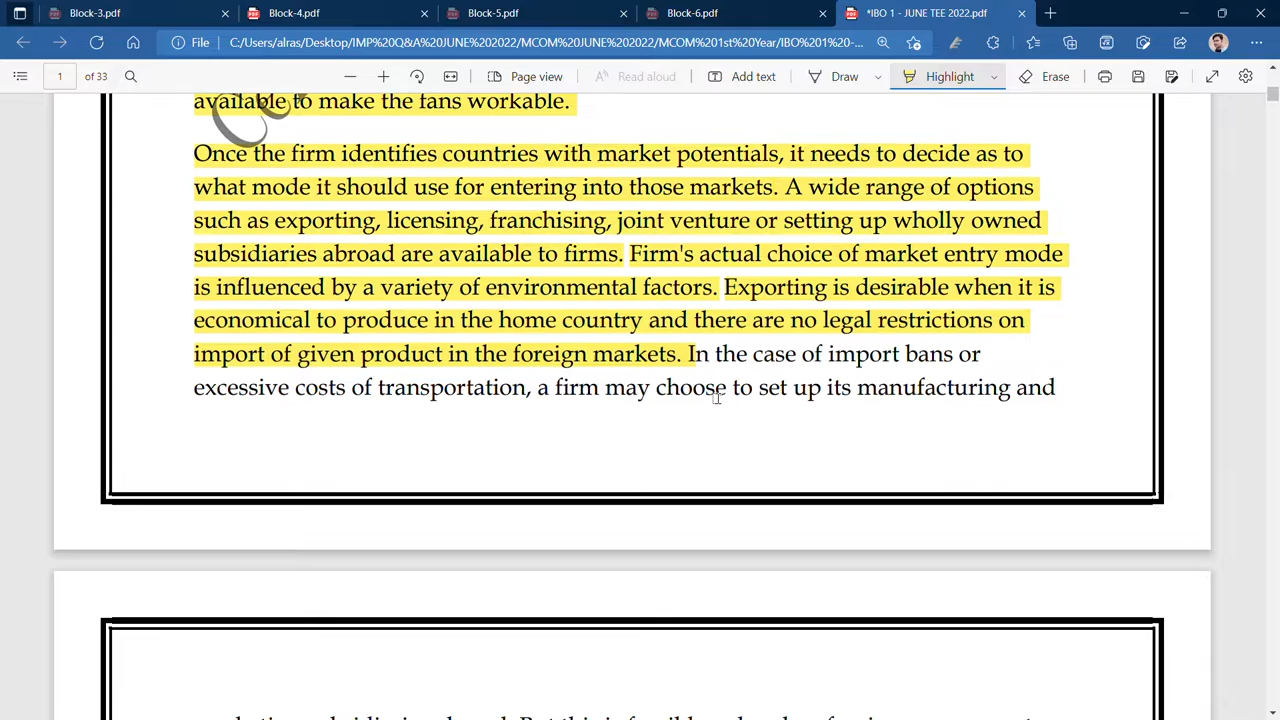 Block-3.pdf
Block-4.pdf
Block-5.pdf
Block-6.pdf
*IBO 1 - JUNE TEE 2022.pdf
File
C:/Users/alras/Desktop/IMP%20Q&A%20JUNE%202022/MCOM%20JUNE%202022/MCOM%201st%20Year/IBO%201%20-...
1
of 33
Page view
Read aloud
Add text
Draw
Highlight
Erase
available to make the fans workable.
Once the firm identifies countries with market potentials, it needs to decide as to
what mode it should use for entering into those markets. A wide range of options
such as exporting, licensing, franchising, joint venture or setting up wholly owned
subsidiaries abroad are available to firms. Firm's actual choice of market entry mode
is influenced by a variety of environmental factors. Exporting is desirable when it is
economical to produce in the home country and there are no legal restrictions on
import of given product in the foreign markets. In the case of import bans or
excessive costs of transportation, a firm may choose to set up its manufacturing and